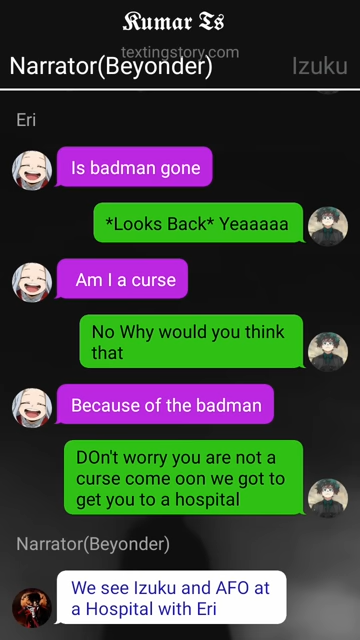 Kumar Ts
textingstory.com
Narrator(Beyonder)
Izuku
Eri
Is badman gone
*Looks Back* Yeaaaaa
Am I a curse
No Why would you think
that
Because of the badman
DOn't worry you are not a
curse come oon we got to
get you to a hospital
Narrator(Beyonder)
We see Izuku and AFO at
a Hospital with Eri